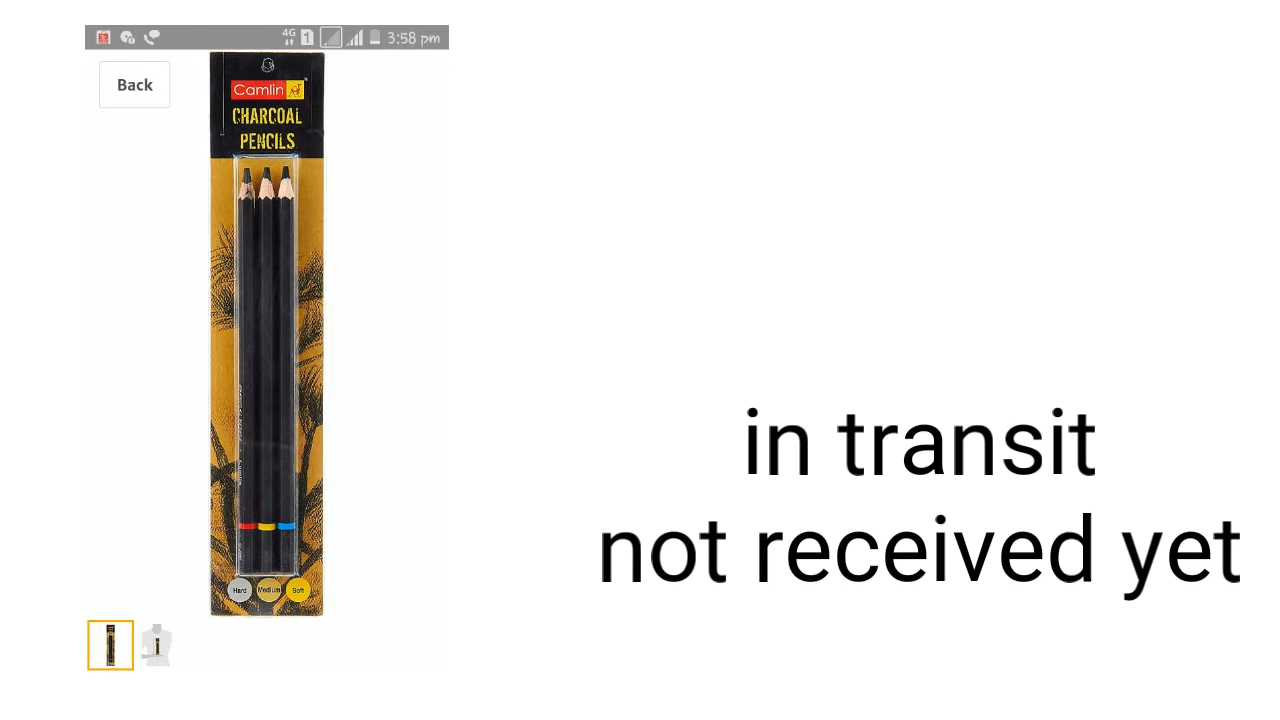 4G 1 3:58 pm
Back
Camlin
CHARCOAL
PENCILS
Hard Medium Soft
in transit
not received yet